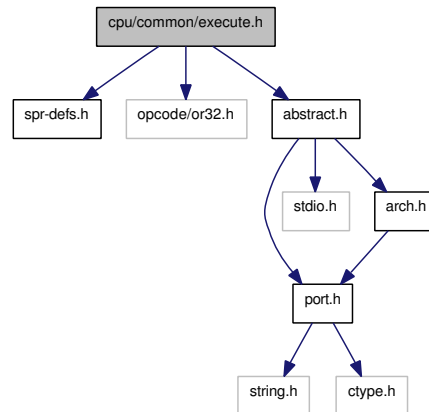 cpu/common/execute.h
spr-defs.h
opcode/or32.h
abstract.h
stdio.h
arch.h
port.h
string.h
ctype.h